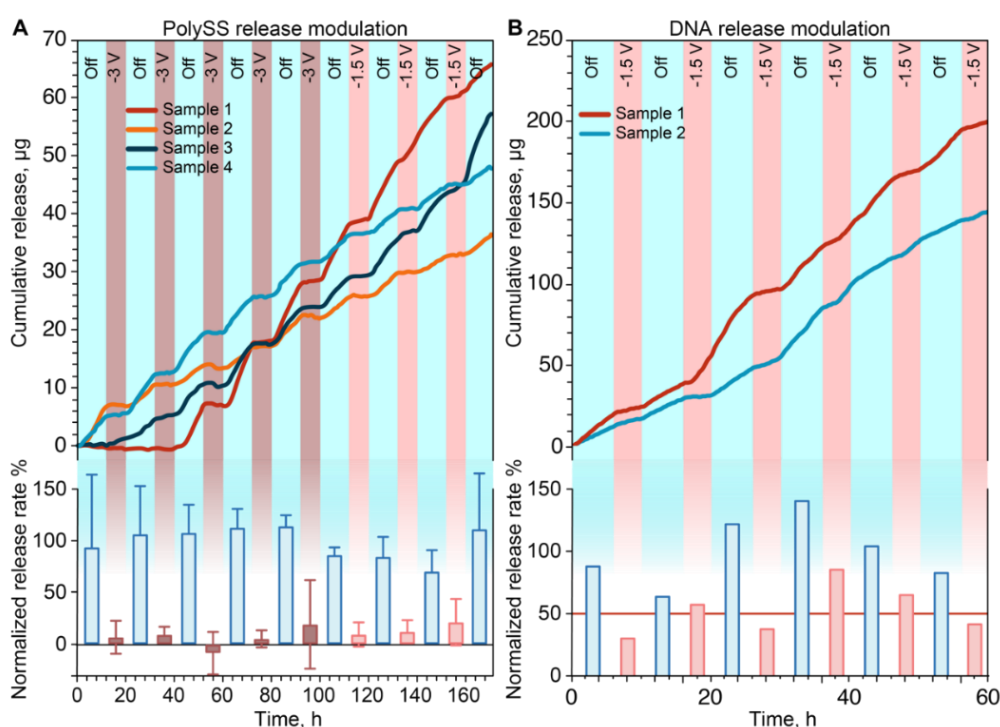 A
PolySS release modulation
Cumulative release, µg
70
60
50
40
30
20
10
0
Off
-3 V
Off
-3 V
Off
-3 V
Off
-3 V
Off
-3 V
Off
-1.5 V
Off
-1.5 V
Off
-1.5 V
Off
Sample 1
Sample 2
Sample 3
Sample 4
Normalized release rate %
150
100
50
0
0 20 40 60 80 100 120 140 160
Time, h
B
DNA release modulation
Cumulative release, µg
250
200
150
100
50
0
Off
-1.5 V
Off
-1.5 V
Off
-1.5 V
Off
-1.5 V
Off
-1.5 V
Off
-1.5 V
Sample 1
Sample 2
Normalized release rate %
150
100
50
0
0 20 40 60
Time, h